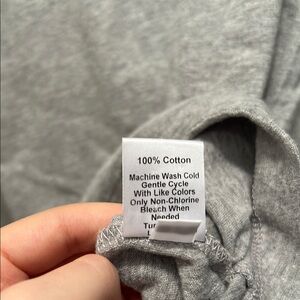 100% Cotton
Machine Wash Cold
Gentle Cycle
With Like Colors
Only Non-Chlorine
Bleach When
Needed